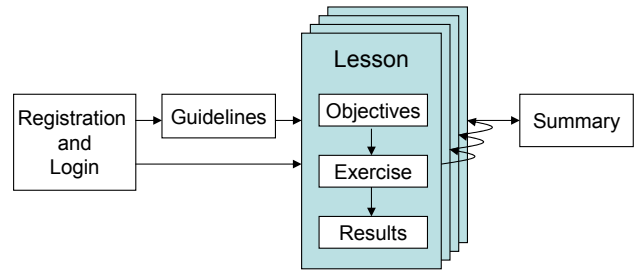 Registration
and
Login
Guidelines
Lesson
Objectives
Exercise
Results
Summary